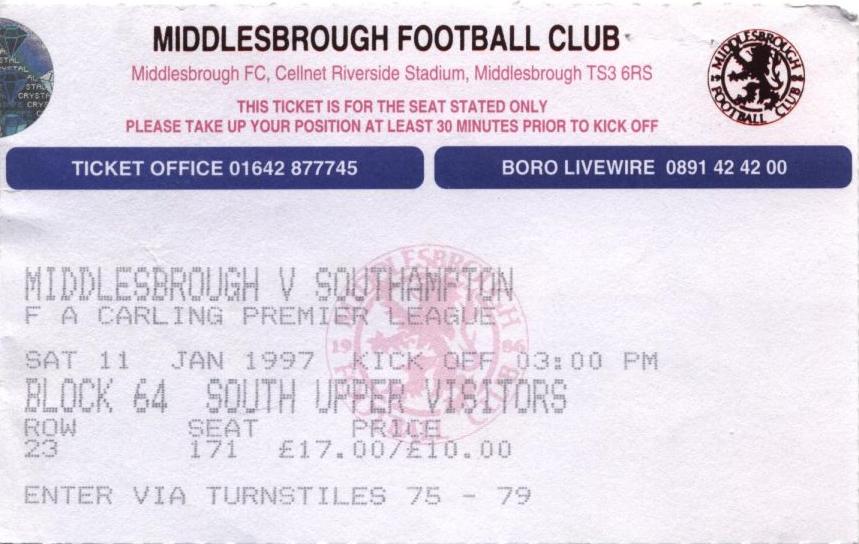 MIDDLESBROUGH FOOTBALL CLUB
Middlesbrough FC, Cellnet Riverside Stadium, Middlesbrough TS3 6RS
THIS TICKET IS FOR THE SEAT STATED ONLY
PLEASE TAKE UP YOUR POSITION AT LEAST 30 MINUTES PRIOR TO KICK OFF
MIDDLESBROUGH
FOOTBALL CLUB
TICKET OFFICE 01642 877745
BORO LIVEWIRE 0891 42 42 00
MIDDLESBROUGH V SOUTHAMPTON
F A CARLING PREMIER LEAGUE
SAT 11 JAN 1997 KICK OFF 03:00 PM
BLOCK 64 SOUTH UPPER VISITORS
ROW SEAT PRICE
23 171 £17.00/£10.00
ENTER VIA TURNSTILES 75 - 79
MIDDLESBROUGH
1986
FOOTBALL CLUB